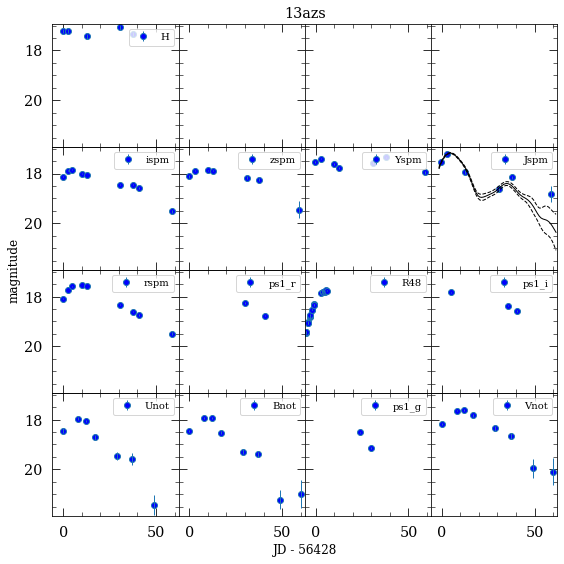 13azs
H
18
20
ispm
zspm
Yspm
Jspm
18
20
magnitude
rspm
ps1_r
R48
ps1_i
18
20
Unot
Bnot
ps1_g
Vnot
18
20
0 50 0 50 0 50 0 50
JD - 56428